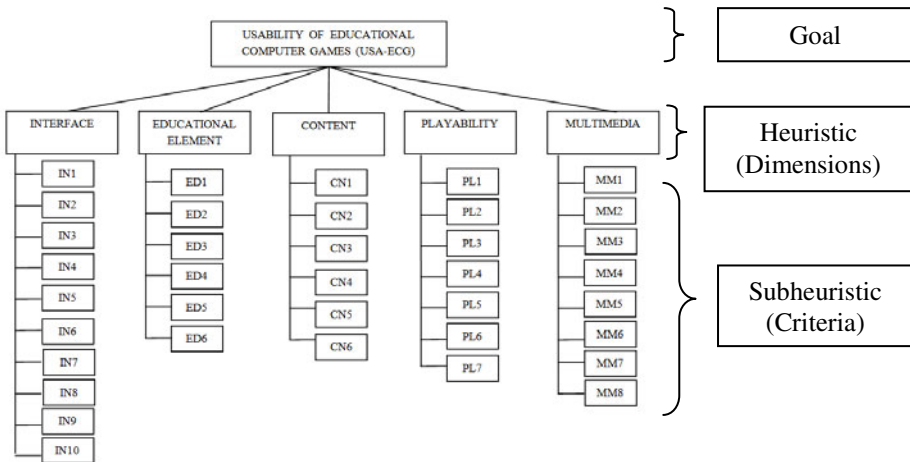 USABILITY OF EDUCATIONAL
COMPUTER GAMES (USA-ECG)
Goal
INTERFACE
EDUCATIONAL
ELEMENT
CONTENT
PLAYABILITY
MULTIMEDIA
Heuristic
(Dimensions)
IN1
IN2
IN3
IN4
IN5
IN6
IN7
IN8
IN9
IN10
ED1
ED2
ED3
ED4
ED5
ED6
CN1
CN2
CN3
CN4
CN5
CN6
PL1
PL2
PL3
PL4
PL5
PL6
PL7
MM1
MM2
MM3
MM4
MM5
MM6
MM7
MM8
Subheuristic
(Criteria)